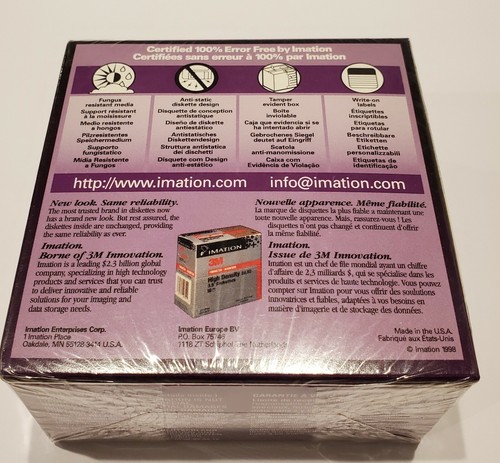 Certified 100% Error Free by Imation
Certifiées sans erreur à 100% par Imation
Fungus
resistant media
Support résistant
à la moisissure
Medio resistente
a hongos
Pilzresistentes
Speichermedium
Supporto
fungistatico
Mídia Resistente
a Fungos
Anti-static
diskette design
Disquette de conception
antistatique
Diseño de diskette
antiestático
Antistatisches
Diskettendesign
Struttura antistatica
dei dischetti
Disquete com Design
anti-estático
Tamper
evident box
Boîte
inviolable
Caja que evidencia si se
ha intentado abrir
Gebrochenes Siegel
deutet auf Eingriff
Scatola
anti-manomissione
Caixa com
Evidência de Violação
Write-on
labels
Étiquettes
inscriptibles
Etiquetas
para rotular
Beschreibbare
Etiketten
Etichette
personalizzabili
Etiquetas de
identificação
http://www.imation.com info@imation.com
New look. Same reliability.
The most trusted brand in diskettes now
has a brand new look. But rest assured, the
diskettes inside are unchanged, providing
the same reliability as ever.
Imation.
Borne of 3M Innovation.
Imation is a leading $2.3 billion global
company, specializing in high technology
products and services that you can trust
to deliver innovative and reliable
solutions for your imaging and
data storage needs.
Nouvelle apparence. Même fiabilité.
La marque de disquettes la plus fiable a maintenant une
toute nouvelle apparence. Mais, rassurez-vous ! Les
disquettes n'ont pas changé et continuent d'offrir
la même fiabilité.
Imation.
Issue de 3M Innovation.
Imation est un chef de file mondial ayant un chiffre
d'affaire de 2,3 milliards $, qui se spécialise dans les
produits et services de haute technologie. Vous pouvez
compter sur Imation pour vous offrir des solutions
innovatrices et fiables, adaptées à vos besoins en
matière d'imagerie et de stockage des données.
IMATION
3M
High Density
Imation Enterprises Corp.
1 Imation Place
Oakdale, MN 55128-3414 U.S.A.
Imation Europe BV
P.O. Box 75746
1118 ZT Schiphol The Netherlands
Made in the U.S.A.
Fabriqué aux États-Unis
© Imation 1998